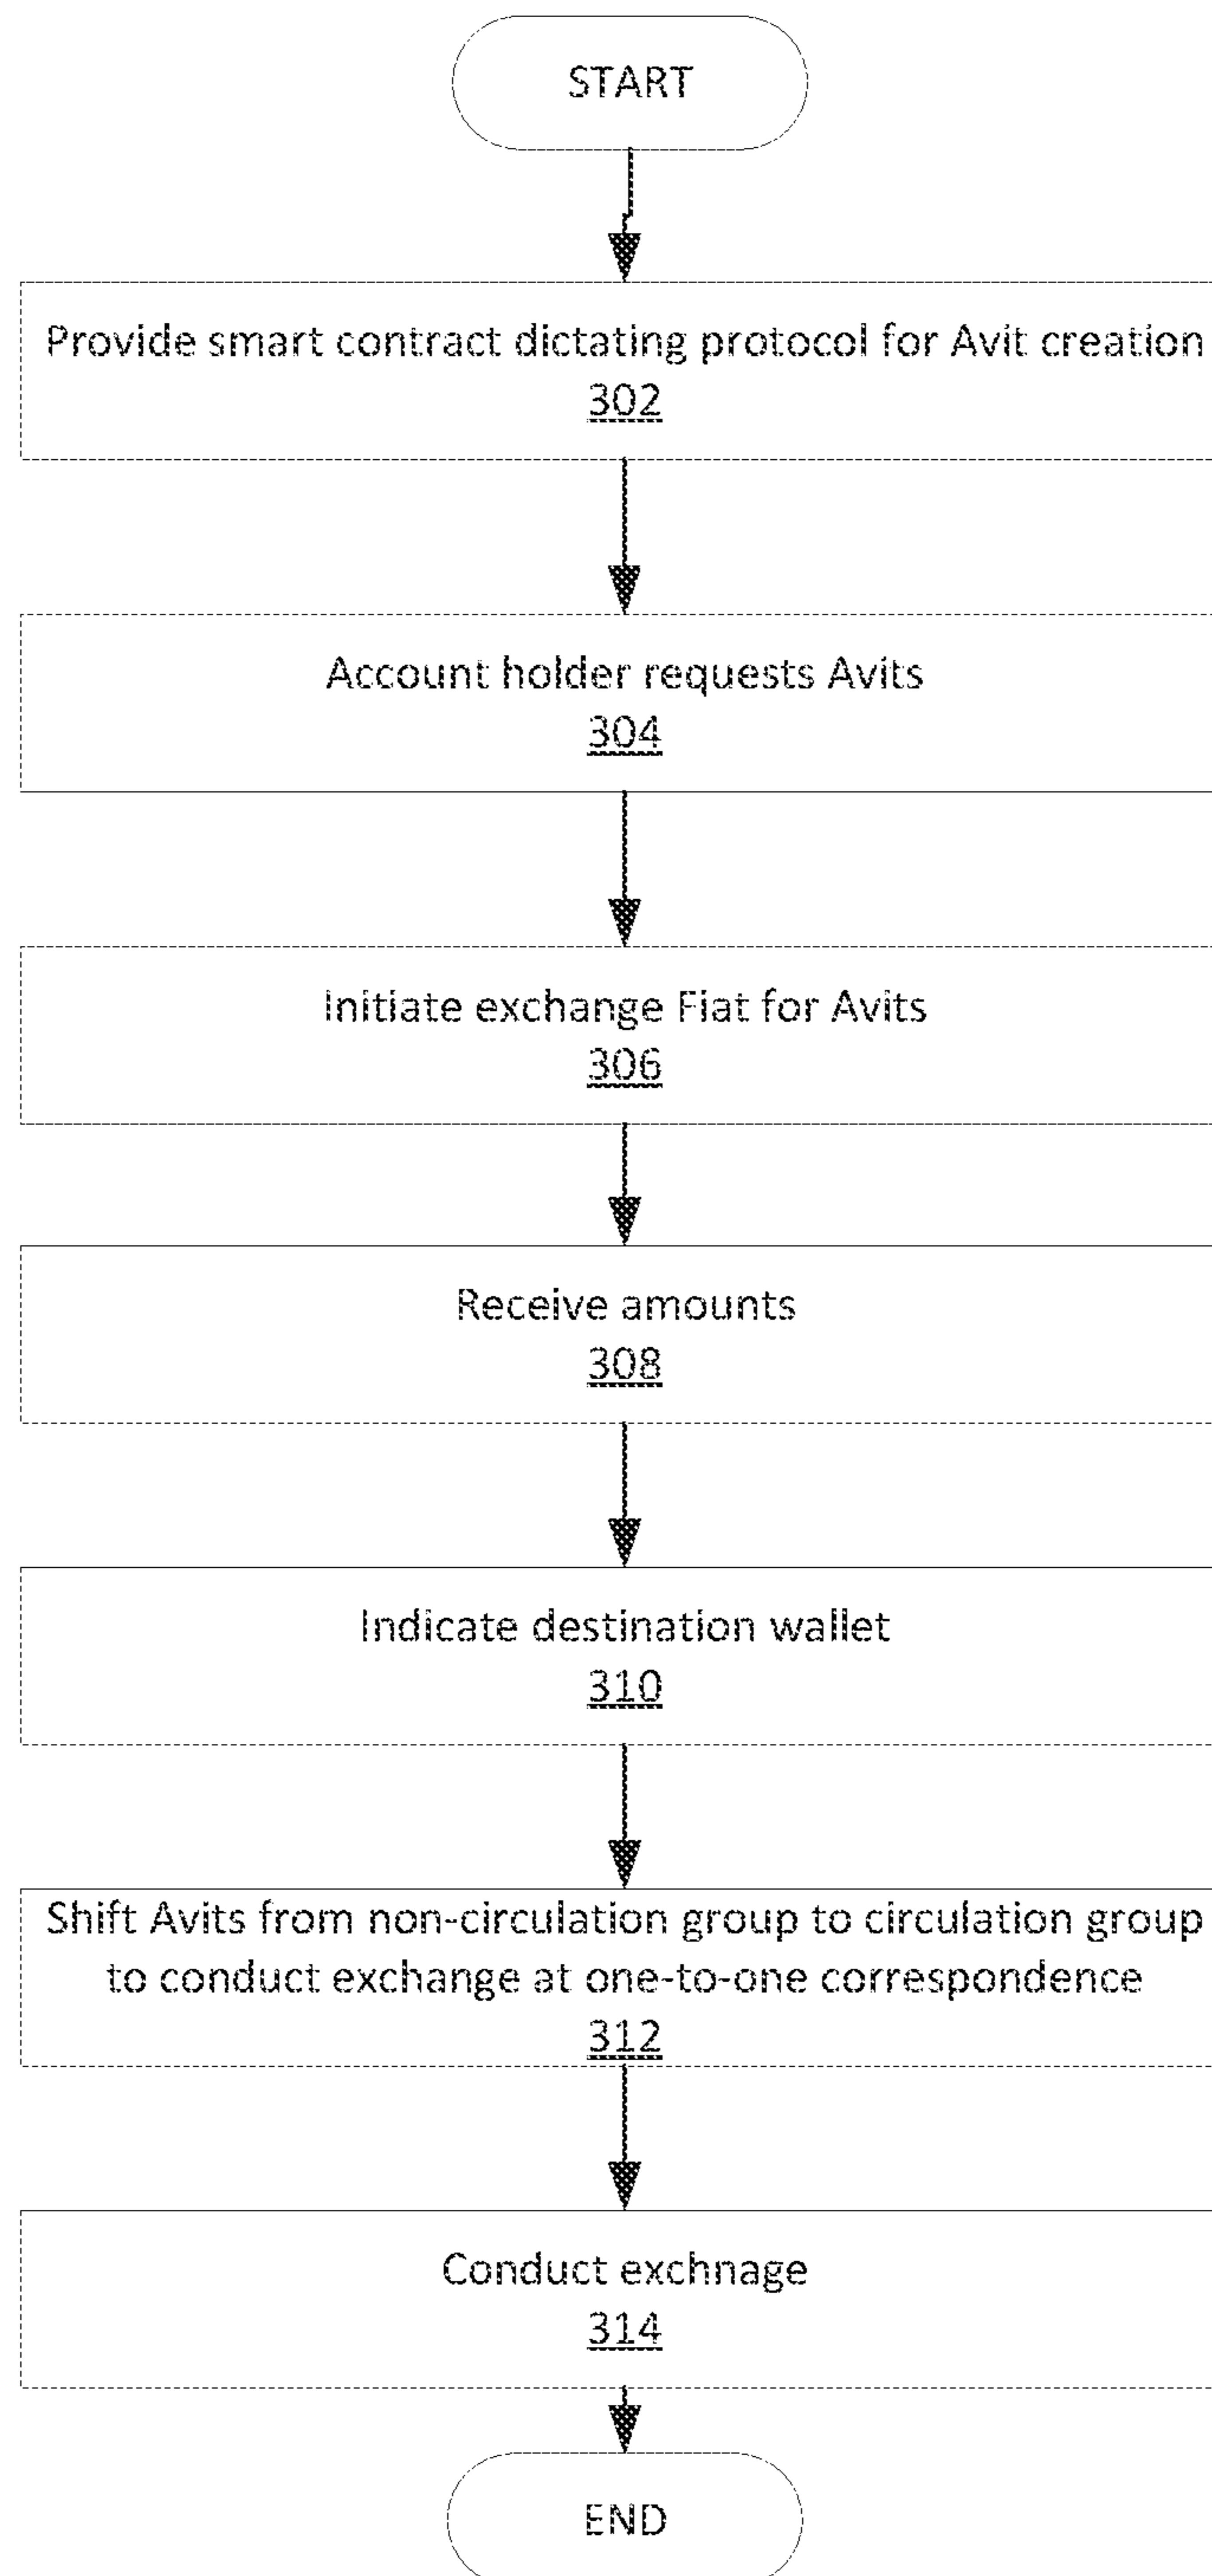 START
Provide smart contract dictating protocol for Avit creation
302
Account holder requests Avits
304
Initiate exchange Fiat for Avits
306
Receive amounts
308
Indicate destination wallet
310
Shift Avits from non-circulation group to circulation group
to conduct exchange at one-to-one correspondence
312
Conduct exchnage
314
END